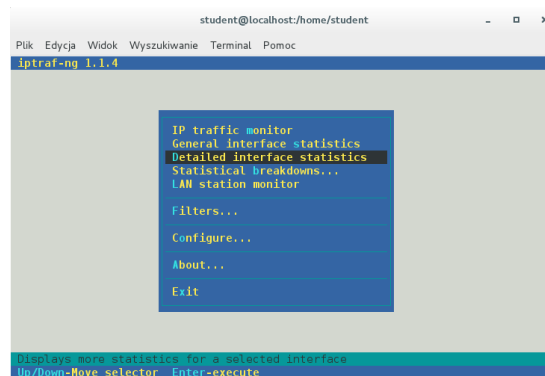 student@localhost:/home/student
Plik Edycja Widok Wyszukiwanie Terminal Pomoc
iptraf-ng 1.1.4
IP traffic monitor
General interface statistics
Detailed interface statistics
Statistical breakdowns...
LAN station monitor
Filters...
Configure...
About...
Exit
Displays more statistics for a selected interface
Up/Down-Move selector Enter-execute